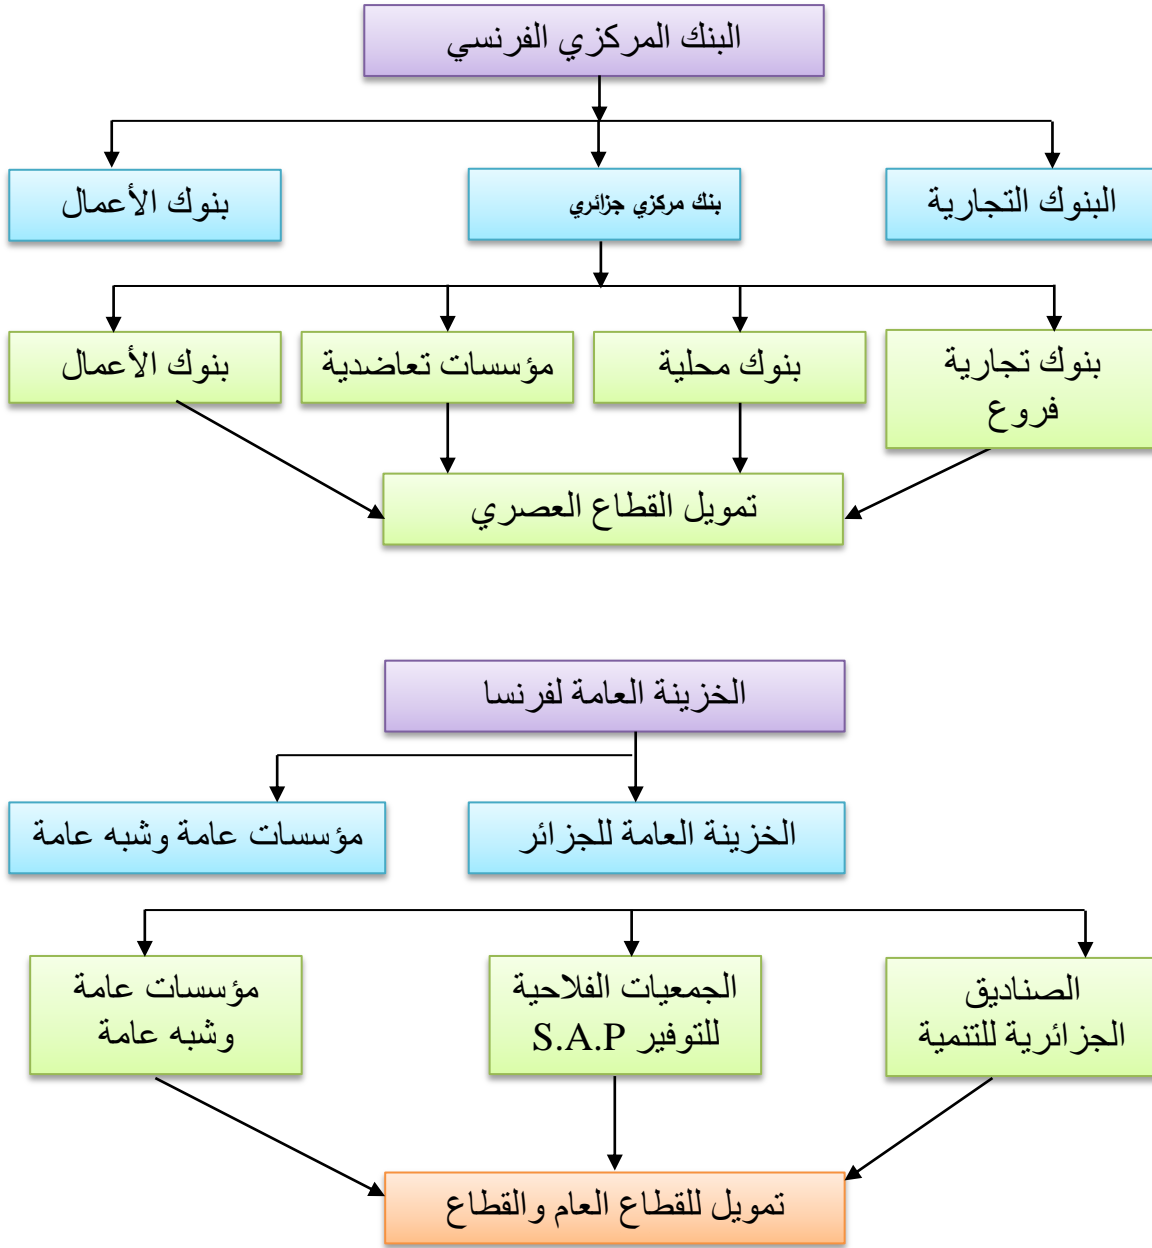 البنك المركزي الفرنسي
البنوك التجارية
بنك مركزي جزائري
بنوك الأعمال
بنوك تجارية
فروع
بنوك محلية
مؤسسات تعاضدية
بنوك الأعمال
تمويل القطاع العصري
الخزينة العامة لفرنسا
الخزينة العامة للجزائر
مؤسسات عامة وشبه عامة
الصناديق
الجزائرية للتنمية
الجمعيات الفلاحية
للتوفير S.A.P
مؤسسات عامة
وشبه عامة
تمويل للقطاع العام والقطاع